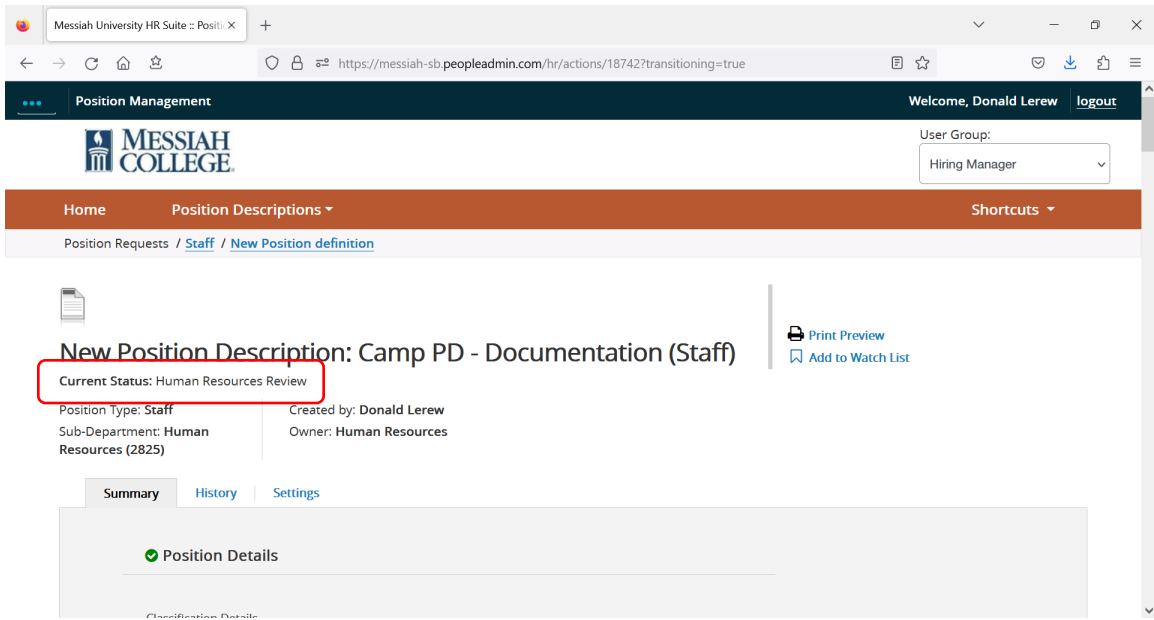 Messiah University HR Suite :: Positi
https://messiah-sb.peopleadmin.com/hr/actions/18742?transitioning=true
Position Management
Welcome, Donald Lerew
logout
MESSIAH
COLLEGE
User Group:
Hiring Manager
Home
Position Descriptions
Shortcuts
Position Requests / Staff / New Position definition
New Position Description: Camp PD - Documentation (Staff)
Current Status: Human Resources Review
Position Type: Staff
Sub-Department: Human
Resources (2825)
Created by: Donald Lerew
Owner: Human Resources
Print Preview
Add to Watch List
Summary
History
Settings
Position Details
Classification Details